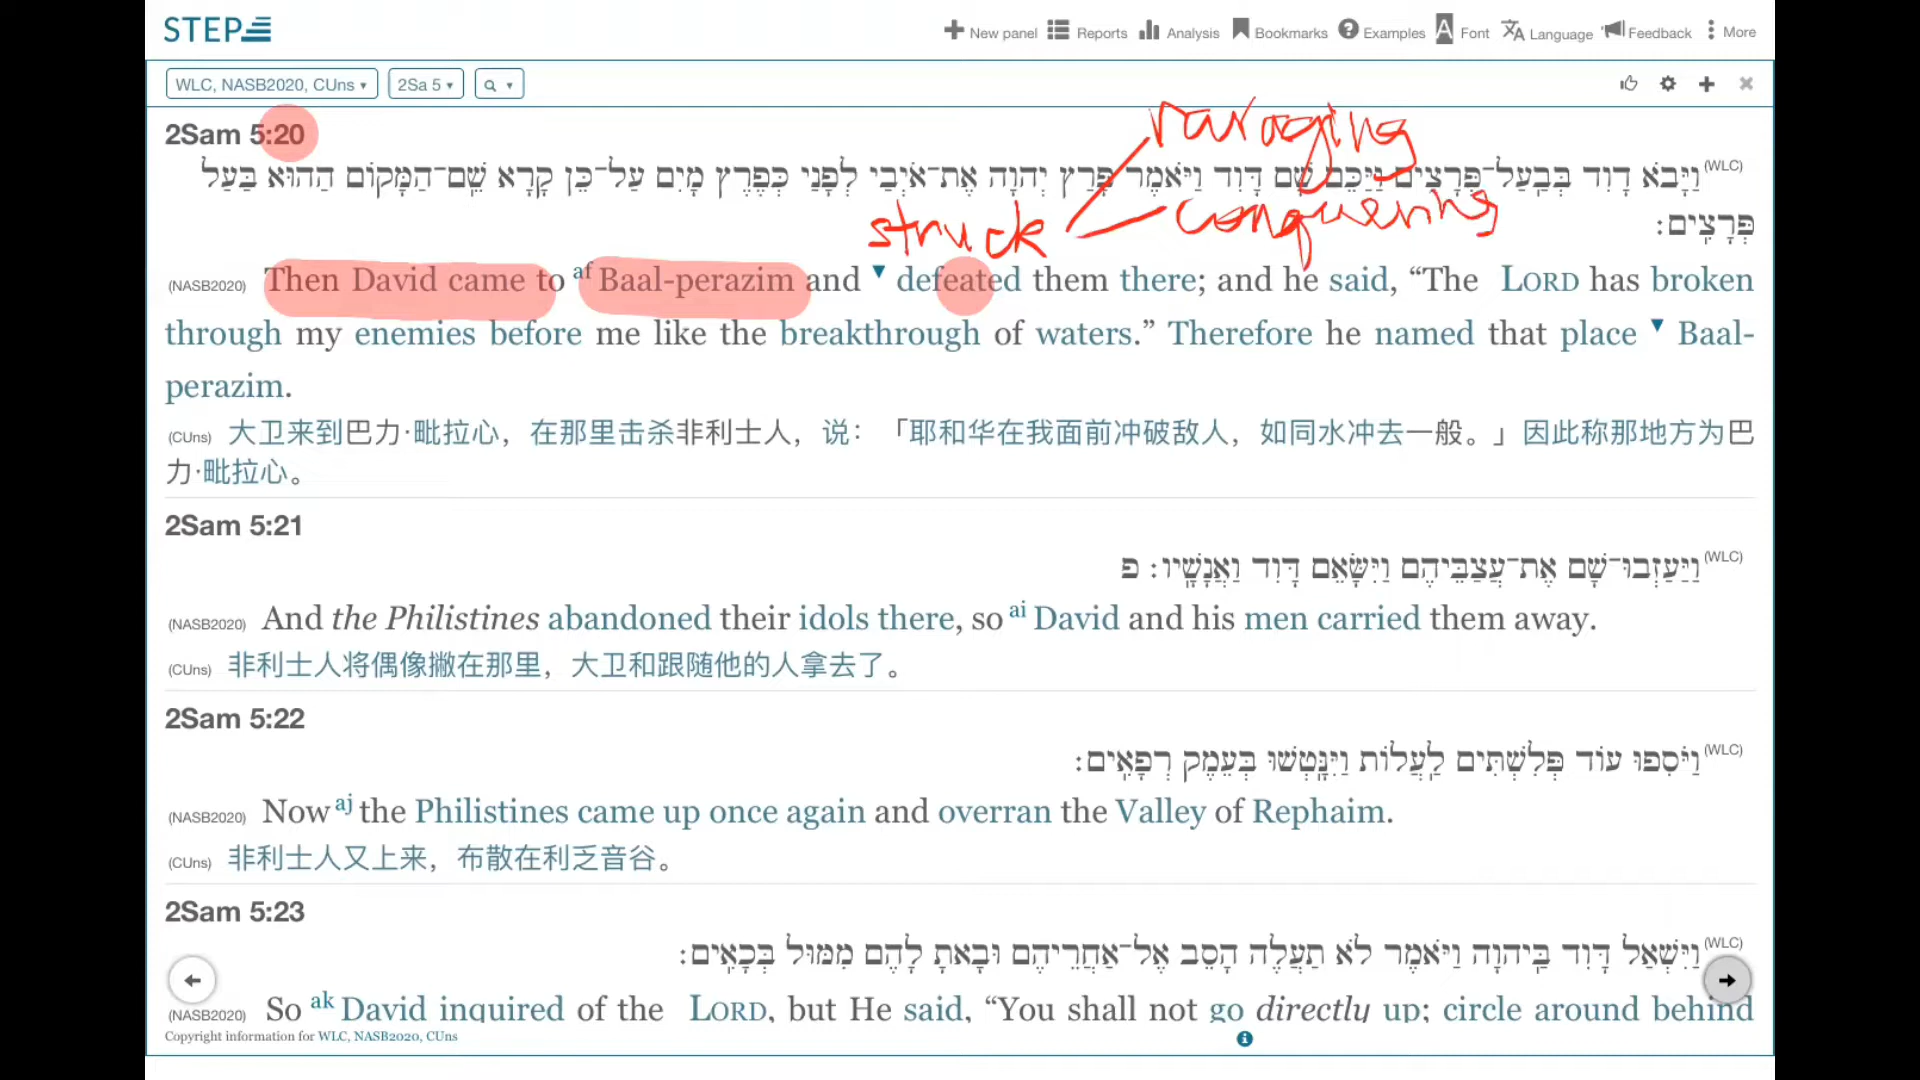 STEP
New panel Reports Analysis Bookmarks Examples A Font Language Feedback More
WLC, NASB2020, CUns 2Sa 5
2Sam 5:20
ravaging
(WLC) וַיָּבֹא דָוִד בְּבַעַל־פְּרָצִים וַיַּכֵּם שָׁם דָּוִד וַיֹּאמֶר פָּרַץ יְהוָה אֶת־אֹיְבַי לְפָנַי כְּפֶרֶץ מָיִם עַל־כֵּן קָרָא שֵׁם־הַמָּקוֹם הַהוּא בַּעַל
פְּרָצִים׃
struck conquering
(NASB2020) Then David came to af Baal-perazim and ▼ defeated them there; and he said, “The LORD has broken
through my enemies before me like the breakthrough of waters.” Therefore he named that place ▼ Baal-
perazim.
(CUns) 大卫来到巴力·毗拉心，在那里击杀非利士人，说：「耶和华在我面前冲破敌人，如同水冲去一般。」因此称那地方为巴
力·毗拉心。
2Sam 5:21
(WLC) וַיַּעַזְבוּ־שָׁם אֶת־עֲצַבֵּיהֶם וַיִּשָּׂאֵם דָּוִד וַאֲנָשָׁיו׃ פ
(NASB2020) And the Philistines abandoned their idols there, so ai David and his men carried them away.
(CUns) 非利士人将偶像撇在那里，大卫和跟随他的人拿去了。
2Sam 5:22
(WLC) וַיֹּסִפוּ עוֹד פְּלִשְׁתִּים לַעֲלוֹת וַיִּנָּטְשׁוּ בְּעֵמֶק רְפָאִים׃
(NASB2020) Now aj the Philistines came up once again and overran the Valley of Rephaim.
(CUns) 非利士人又上来，布散在利乏音谷。
2Sam 5:23
(WLC) וַיִּשְׁאַל דָּוִד בַּיהוָה וַיֹּאמֶר לֹא תַעֲלֶה הָסֵב אֶל־אַחֲרֵיהֶם וּבָאתָ לָהֶם מִמּוּל בְּכָאִים׃
(NASB2020) So ak David inquired of the LORD, but He said, “You shall not go directly up; circle around behind
Copyright information for WLC, NASB2020, CUns